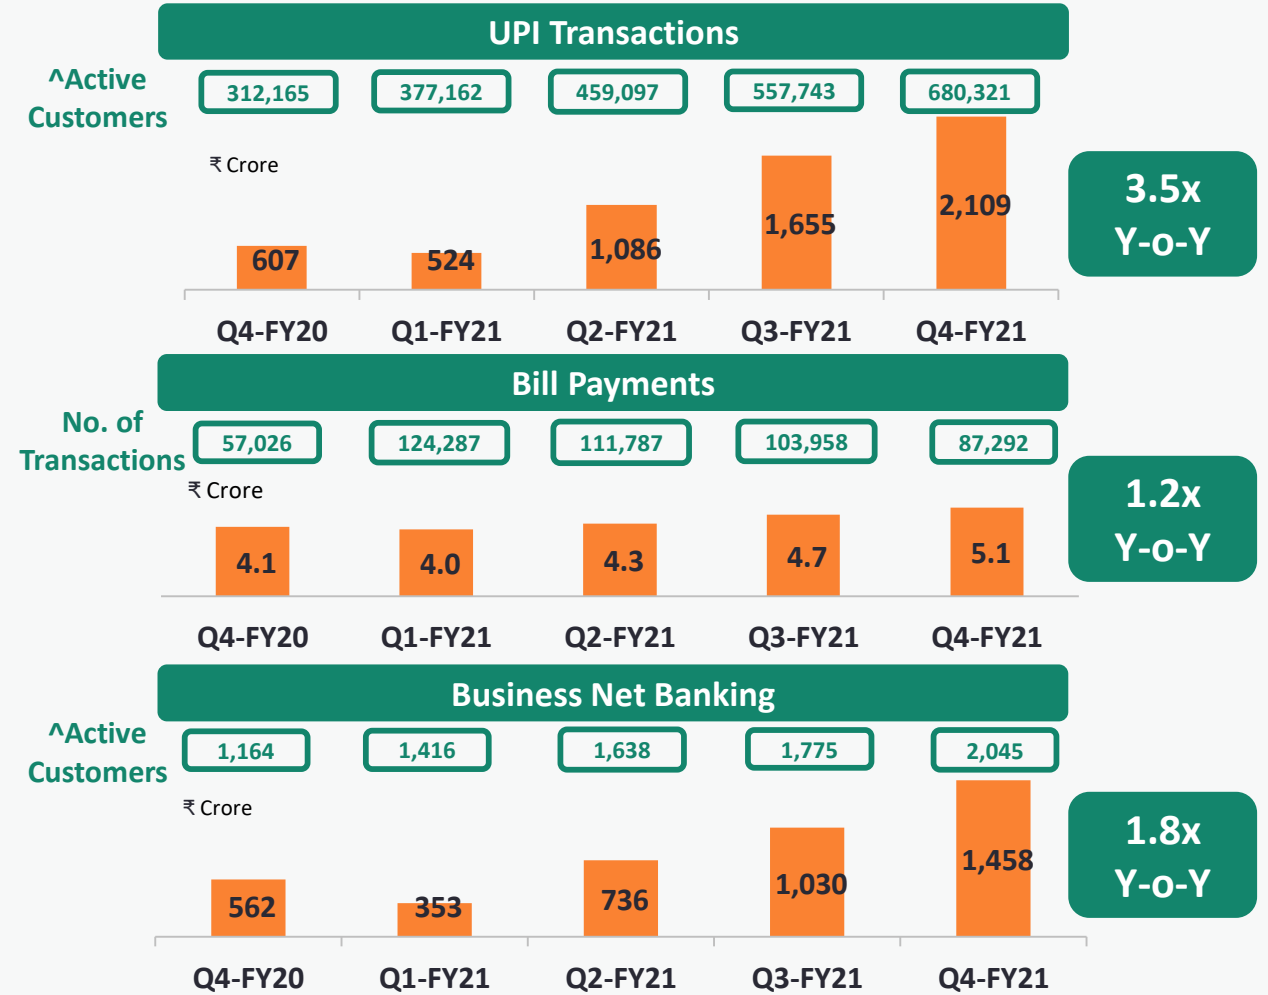 UPI Transactions
^Active
Customers
312,165 377,162 459,097 557,743 680,321
₹ Crore
607 524 1,086 1,655 2,109
3.5x
Y-o-Y
Q4-FY20 Q1-FY21 Q2-FY21 Q3-FY21 Q4-FY21
Bill Payments
No. of
Transactions
57,026 124,287 111,787 103,958 87,292
₹ Crore
4.1 4.0 4.3 4.7 5.1
1.2x
Y-o-Y
Q4-FY20 Q1-FY21 Q2-FY21 Q3-FY21 Q4-FY21
Business Net Banking
^Active
Customers
1,164 1,416 1,638 1,775 2,045
₹ Crore
562 353 736 1,030 1,458
1.8x
Y-o-Y
Q4-FY20 Q1-FY21 Q2-FY21 Q3-FY21 Q4-FY21